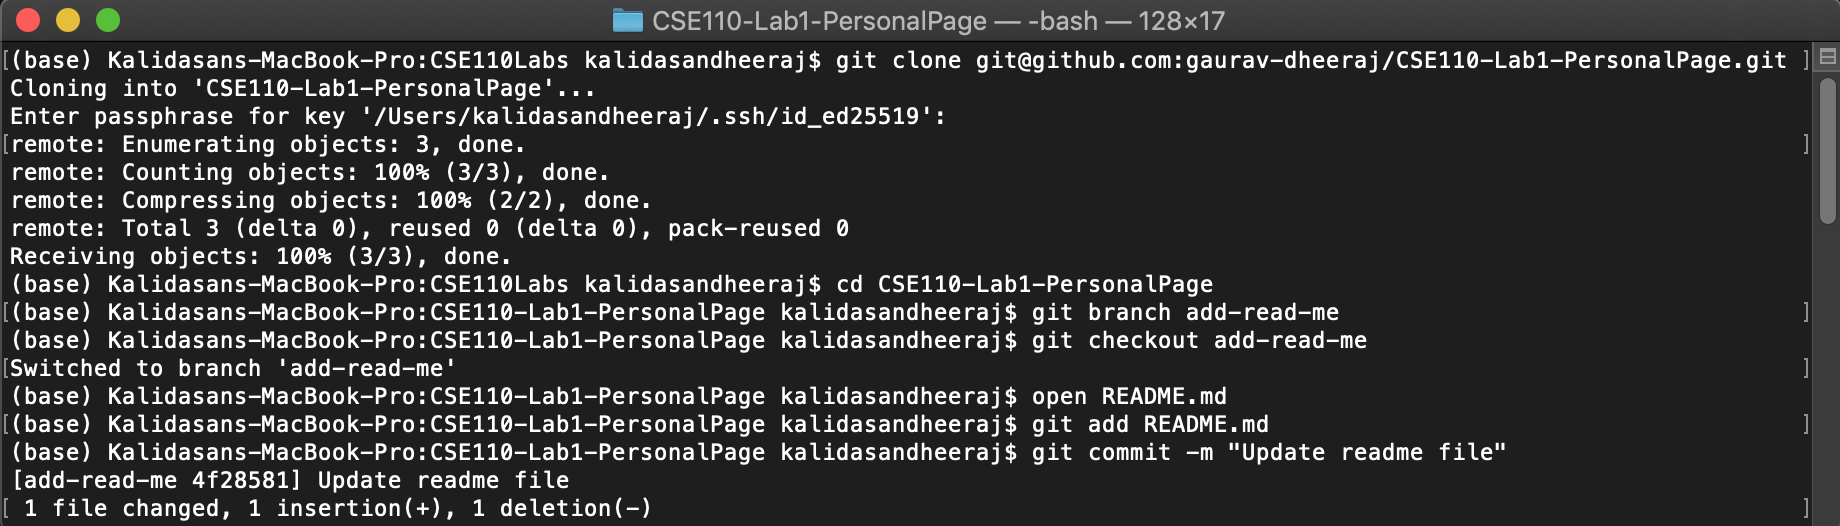 CSE110-Lab1-PersonalPage — -bash — 128×17
(base) Kalidasans-MacBook-Pro:CSE110Labs kalidasandheeraj$ git clone git@github.com:gaurav-dheeraj/CSE110-Lab1-PersonalPage.git
Cloning into 'CSE110-Lab1-PersonalPage'...
Enter passphrase for key '/Users/kalidasandheeraj/.ssh/id_ed25519':
remote: Enumerating objects: 3, done.
remote: Counting objects: 100% (3/3), done.
remote: Compressing objects: 100% (2/2), done.
remote: Total 3 (delta 0), reused 0 (delta 0), pack-reused 0
Receiving objects: 100% (3/3), done.
(base) Kalidasans-MacBook-Pro:CSE110Labs kalidasandheeraj$ cd CSE110-Lab1-PersonalPage
(base) Kalidasans-MacBook-Pro:CSE110-Lab1-PersonalPage kalidasandheeraj$ git branch add-read-me
(base) Kalidasans-MacBook-Pro:CSE110-Lab1-PersonalPage kalidasandheeraj$ git checkout add-read-me
Switched to branch 'add-read-me'
(base) Kalidasans-MacBook-Pro:CSE110-Lab1-PersonalPage kalidasandheeraj$ open README.md
(base) Kalidasans-MacBook-Pro:CSE110-Lab1-PersonalPage kalidasandheeraj$ git add README.md
(base) Kalidasans-MacBook-Pro:CSE110-Lab1-PersonalPage kalidasandheeraj$ git commit -m "Update readme file"
[add-read-me 4f28581] Update readme file
 1 file changed, 1 insertion(+), 1 deletion(-)